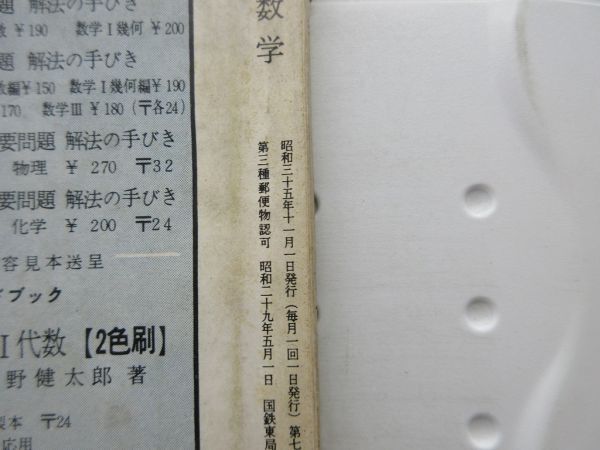 題 解法の手びき
数 ¥190 数学Ⅰ幾何 ¥200
題 解法の手びき
数編¥150 数学Ⅰ幾何編¥190
170 数学Ⅲ ¥180(〒各24)
要問題 解法の手びき
物理 ¥ 270 〒32
要問題 解法の手びき
化学 ¥ 200 〒24
容見本送呈
ドブック
Ⅰ代数【2色刷】
野健太郎 著
製本 〒24
応用
数学
昭和三十五年十一月一日発行(毎月一回一日発行)第七
第三種郵便物認可 昭和二十九年五月一日 国鉄東局